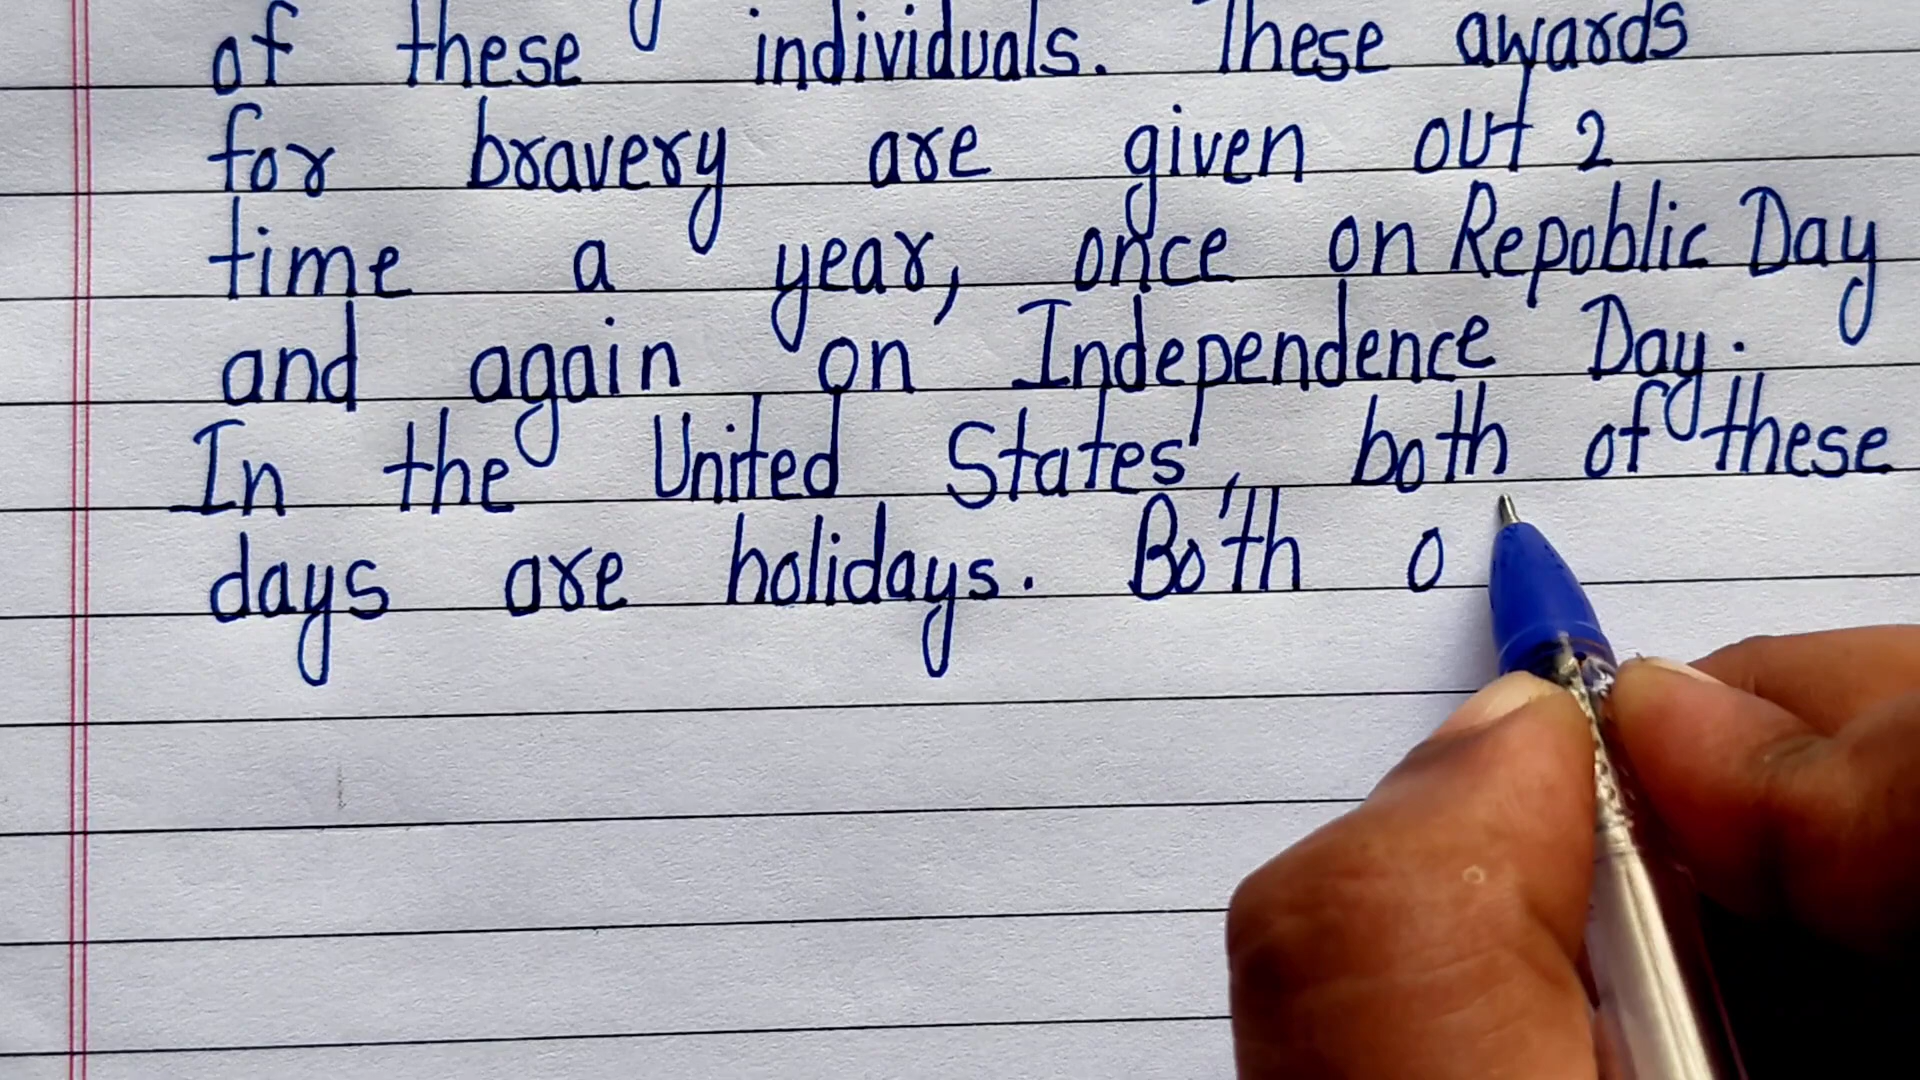 of these individuals. These awards
for bravery are given out 2
time a year, once on Repoblic Day
and again on Independence Day.
In the United States, both of these
days are holidays. Both o